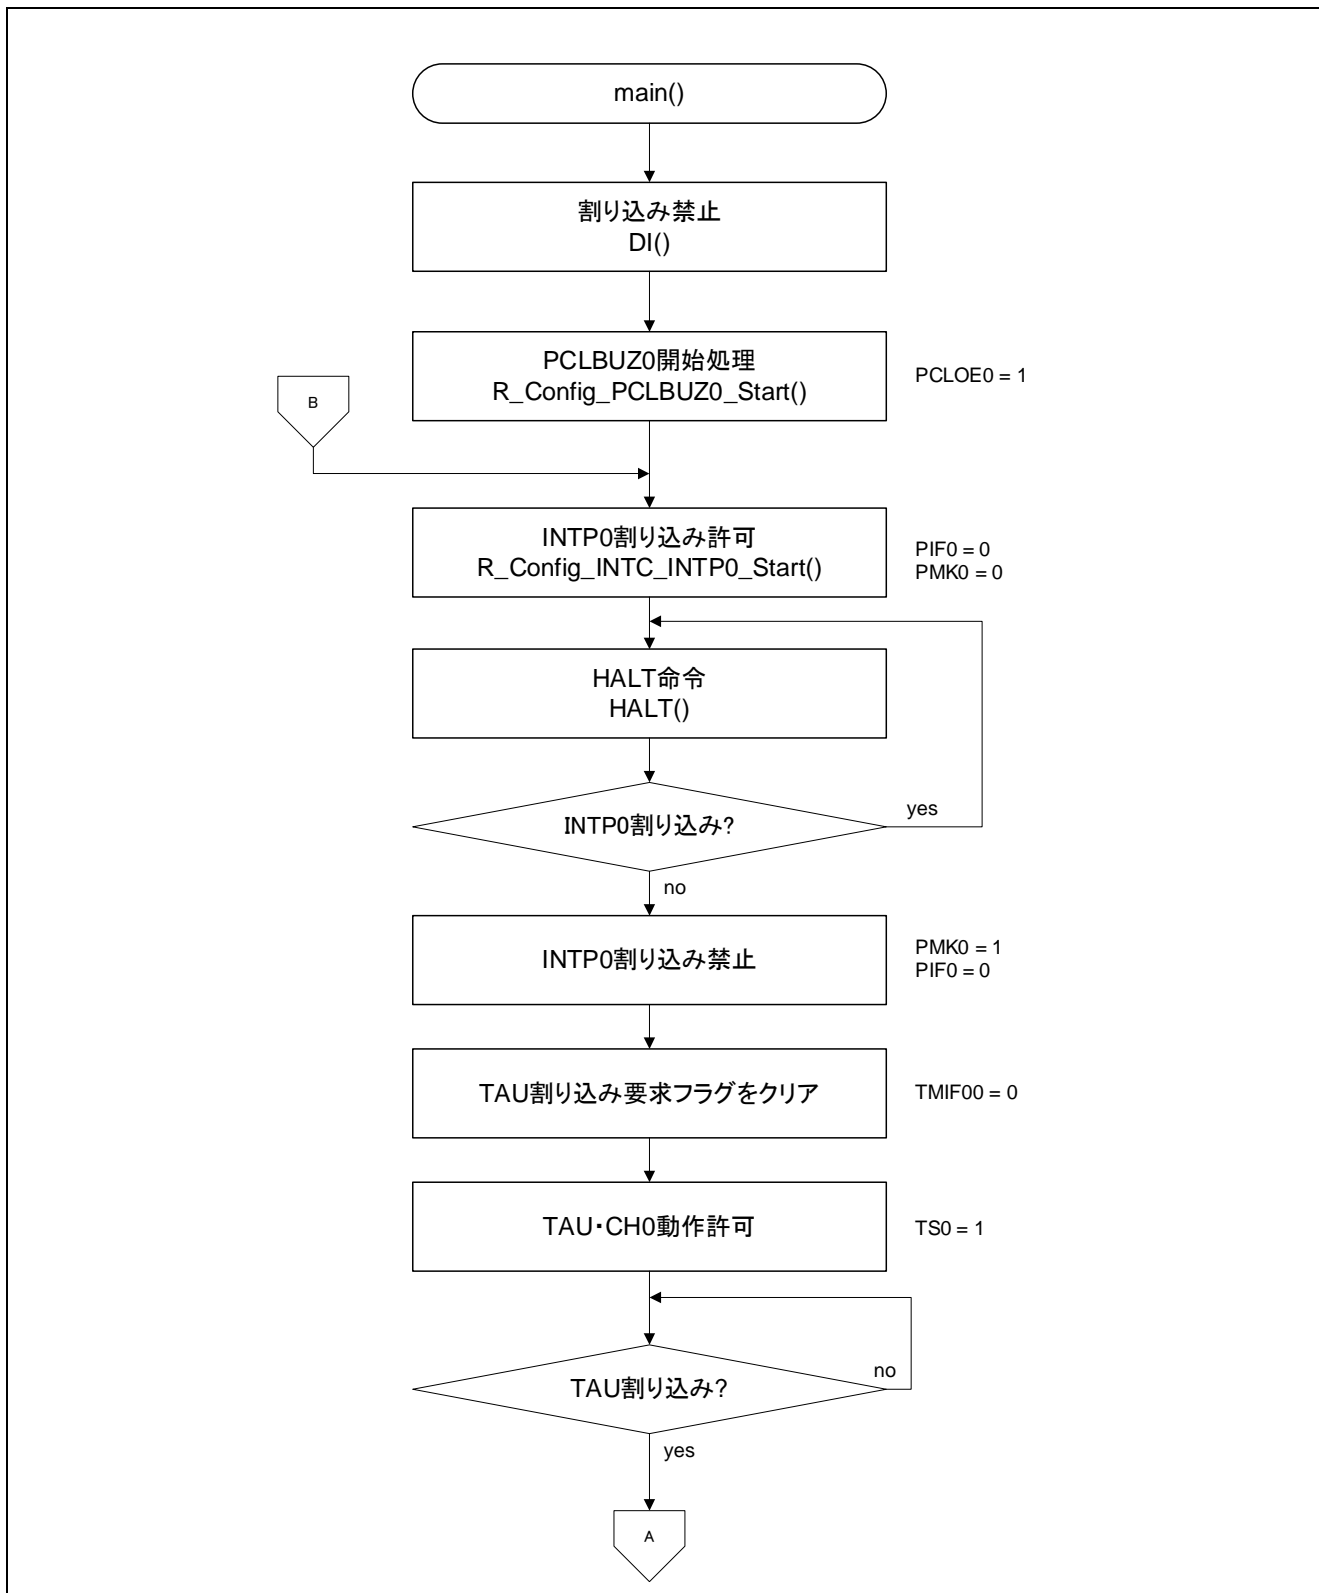 main()
割り込み禁止
DI()
PCLBUZ0開始処理
R_Config_PCLBUZ0_Start()
PCLOE0 = 1
B
INTP0割り込み許可
R_Config_INTC_INTP0_Start()
PIF0 = 0
PMK0 = 0
HALT命令
HALT()
INTP0割り込み?
yes
no
INTP0割り込み禁止
PMK0 = 1
PIF0 = 0
TAU割り込み要求フラグをクリア
TMIF00 = 0
TAU・CH0動作許可
TS0 = 1
TAU割り込み?
no
yes
A